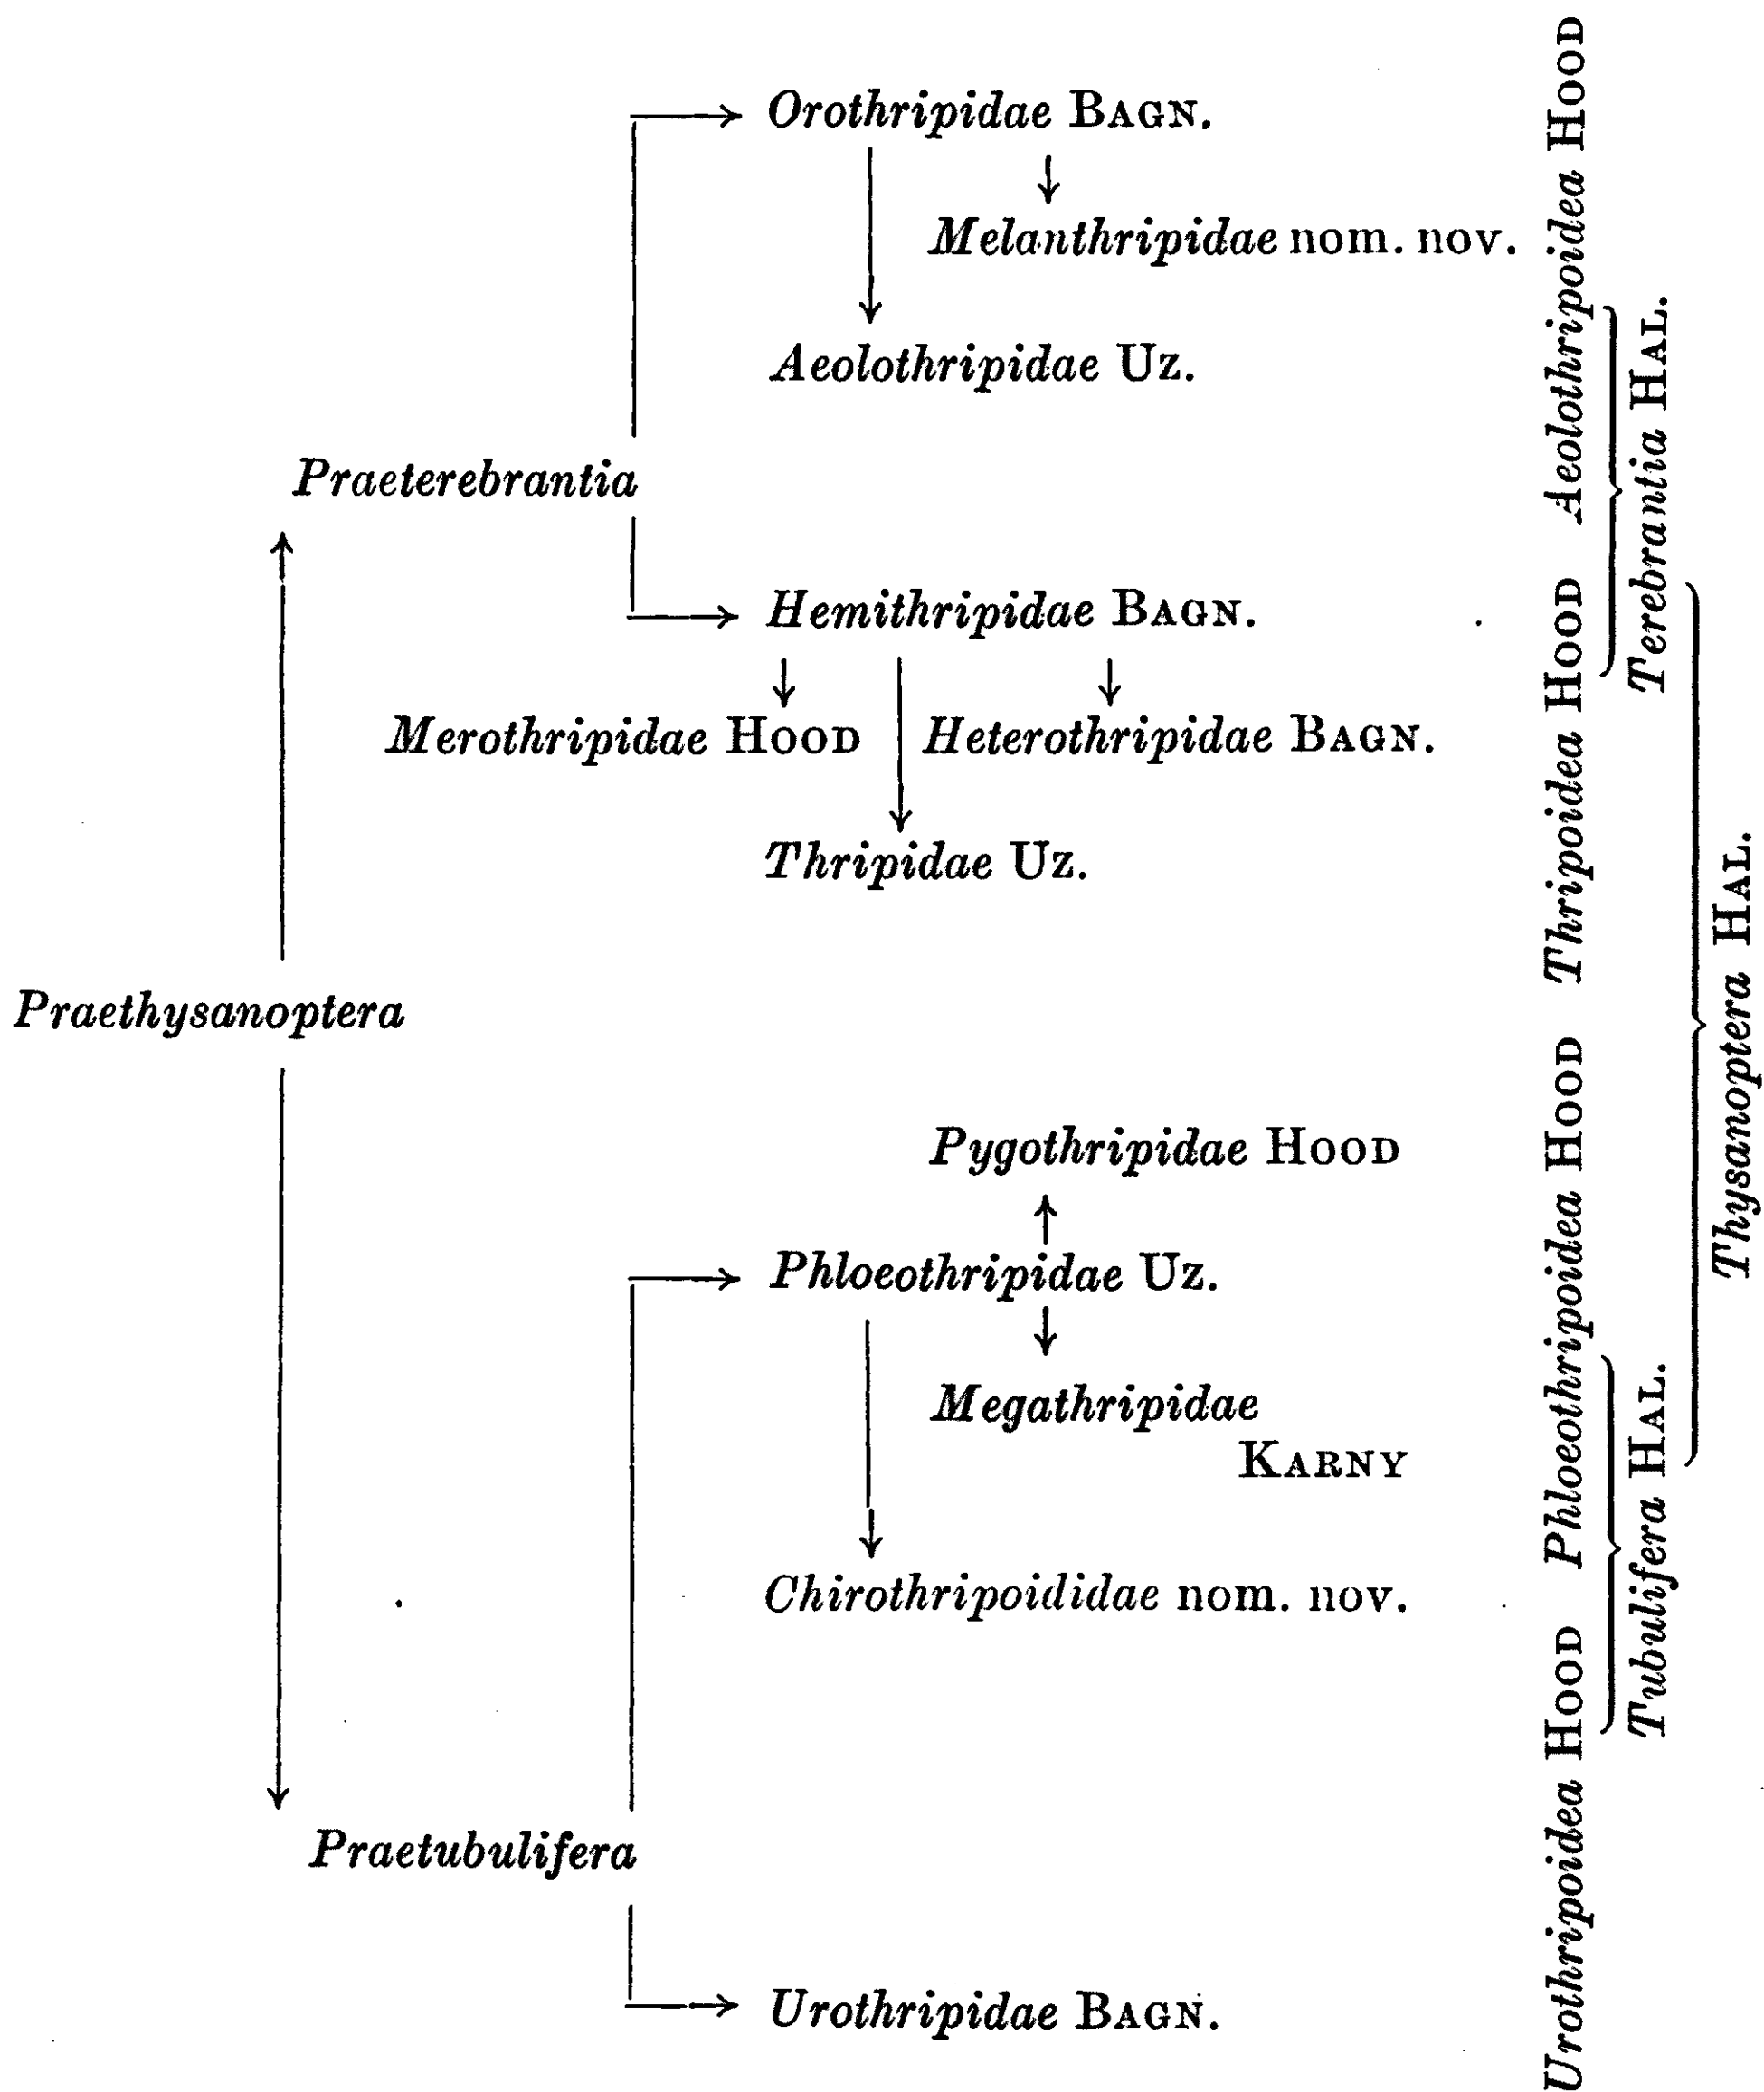 Orothripidae BAGN.
Melanthripidae nom. nov.
Aeolothripidae UZ.
Praeterebrantia
Hemithripidae BAGN.
Merothripidae HOOD
Heterothripidae BAGN.
Thripidae UZ.
Praethysanoptera
Pygothripidae HOOD
Phloeothripidae UZ.
Megathripidae
KARNY
Chirothripoididae nom. nov.
Praetubulifera
Urothripidae BAGN.
Urothripoidea HOOD Phloeothripoidea HOOD Thripoidea HOOD Aeolothripoidea HOOD
Tubulifera HAL. Terebrantia HAL.
Thysanoptera HAL.